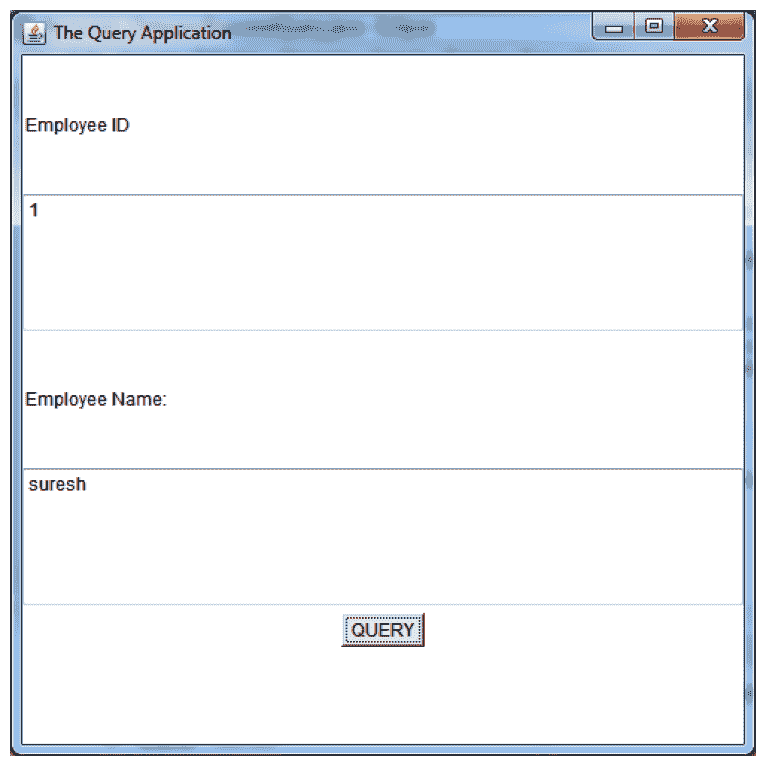 The Query Application
Employee ID
1
Employee Name:
suresh
QUERY